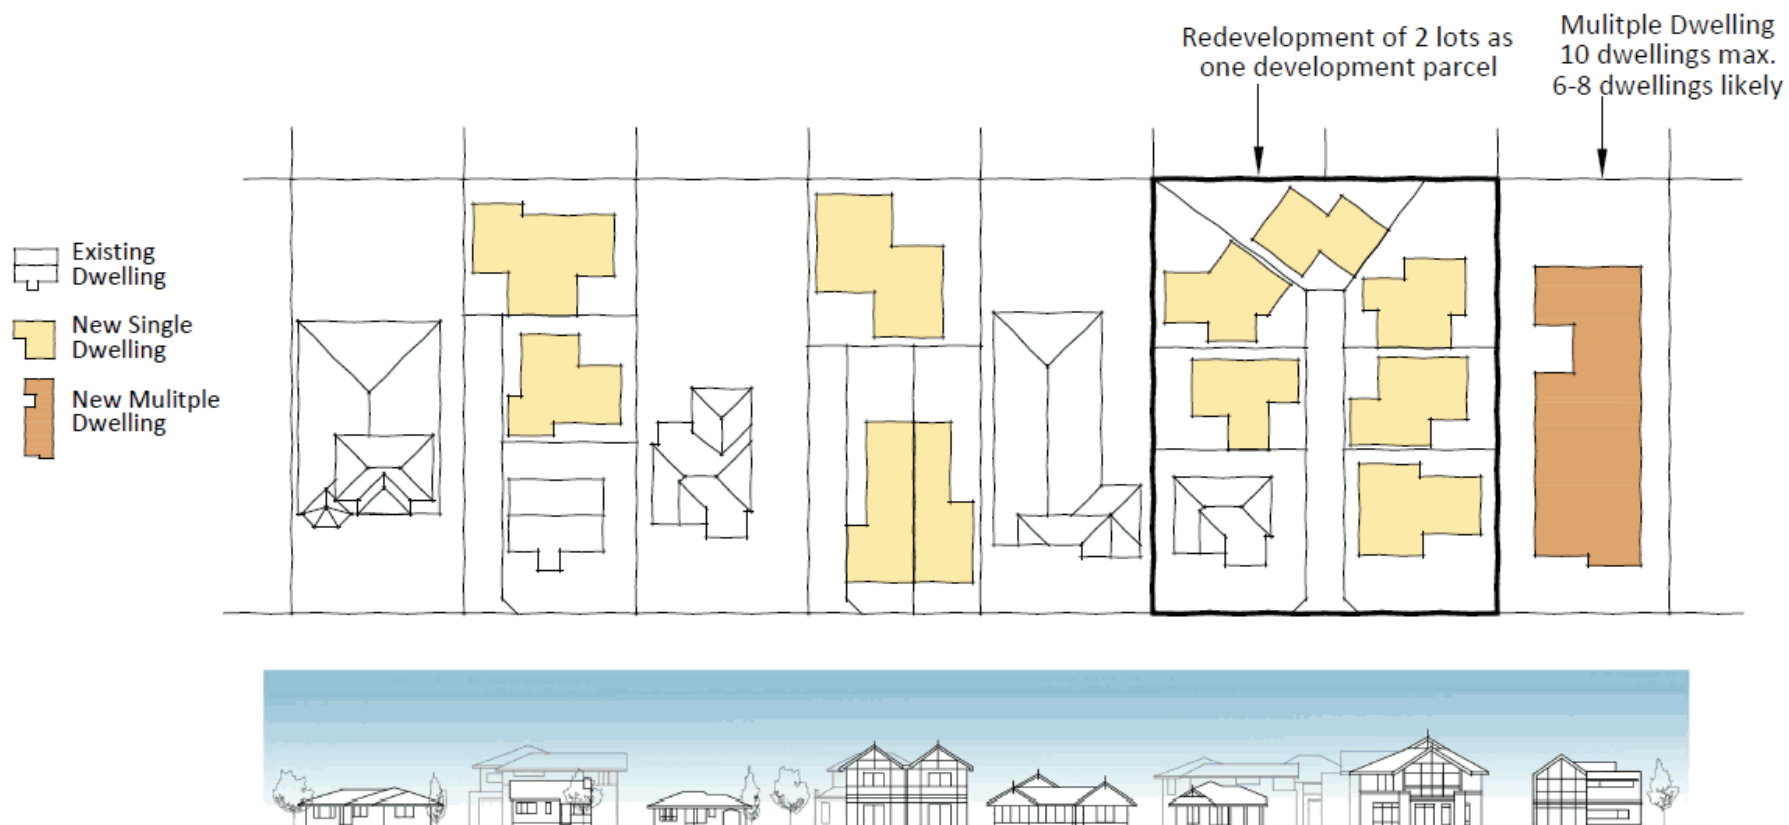 Redevelopment of 2 lots as
one development parcel
Mulitple Dwelling
10 dwellings max.
6-8 dwellings likely
Existing
Dwelling
New Single
Dwelling
New Mulitple
Dwelling